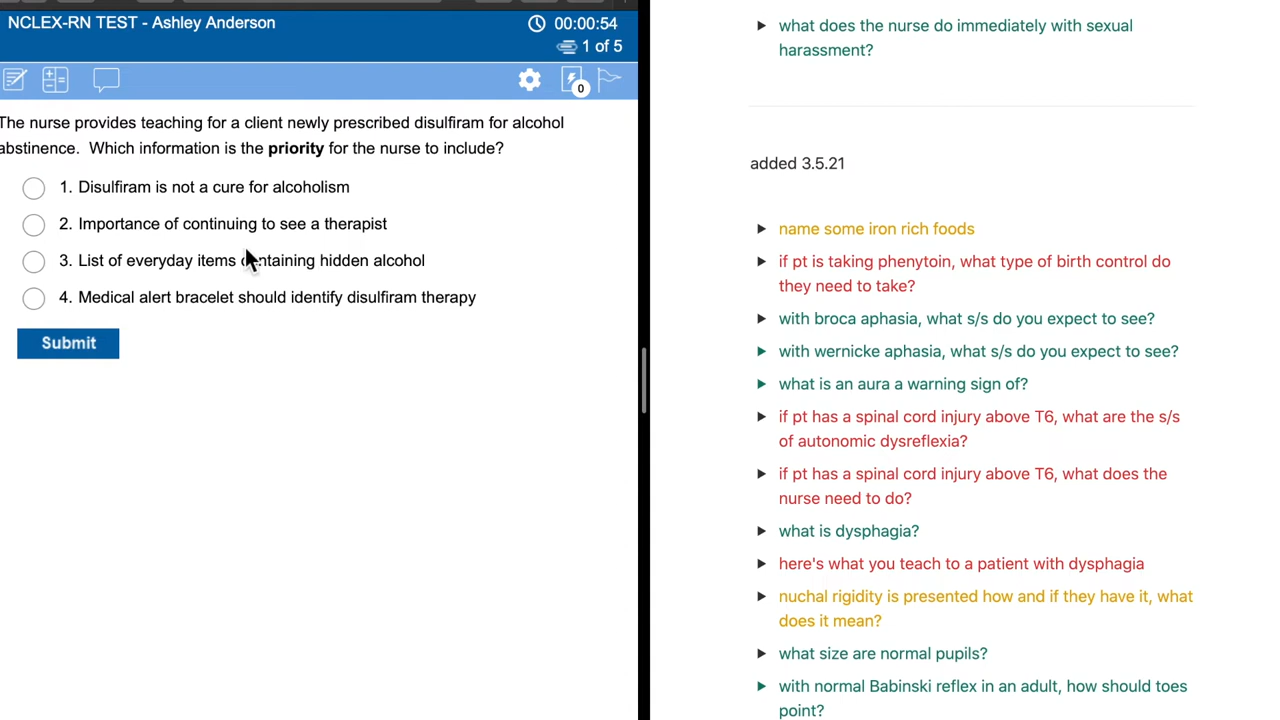 NCLEX-RN TEST - Ashley Anderson
00:00:54
1 of 5
0
The nurse provides teaching for a client newly prescribed disulfiram for alcohol
abstinence. Which information is the priority for the nurse to include?
1. Disulfiram is not a cure for alcoholism
2. Importance of continuing to see a therapist
3. List of everyday items containing hidden alcohol
4. Medical alert bracelet should identify disulfiram therapy
Submit
what does the nurse do immediately with sexual
harassment?
added 3.5.21
name some iron rich foods
if pt is taking phenytoin, what type of birth control do
they need to take?
with broca aphasia, what s/s do you expect to see?
with wernicke aphasia, what s/s do you expect to see?
what is an aura a warning sign of?
if pt has a spinal cord injury above T6, what are the s/s
of autonomic dysreflexia?
if pt has a spinal cord injury above T6, what does the
nurse need to do?
what is dysphagia?
here's what you teach to a patient with dysphagia
nuchal rigidity is presented how and if they have it, what
does it mean?
what size are normal pupils?
with normal Babinski reflex in an adult, how should toes
point?